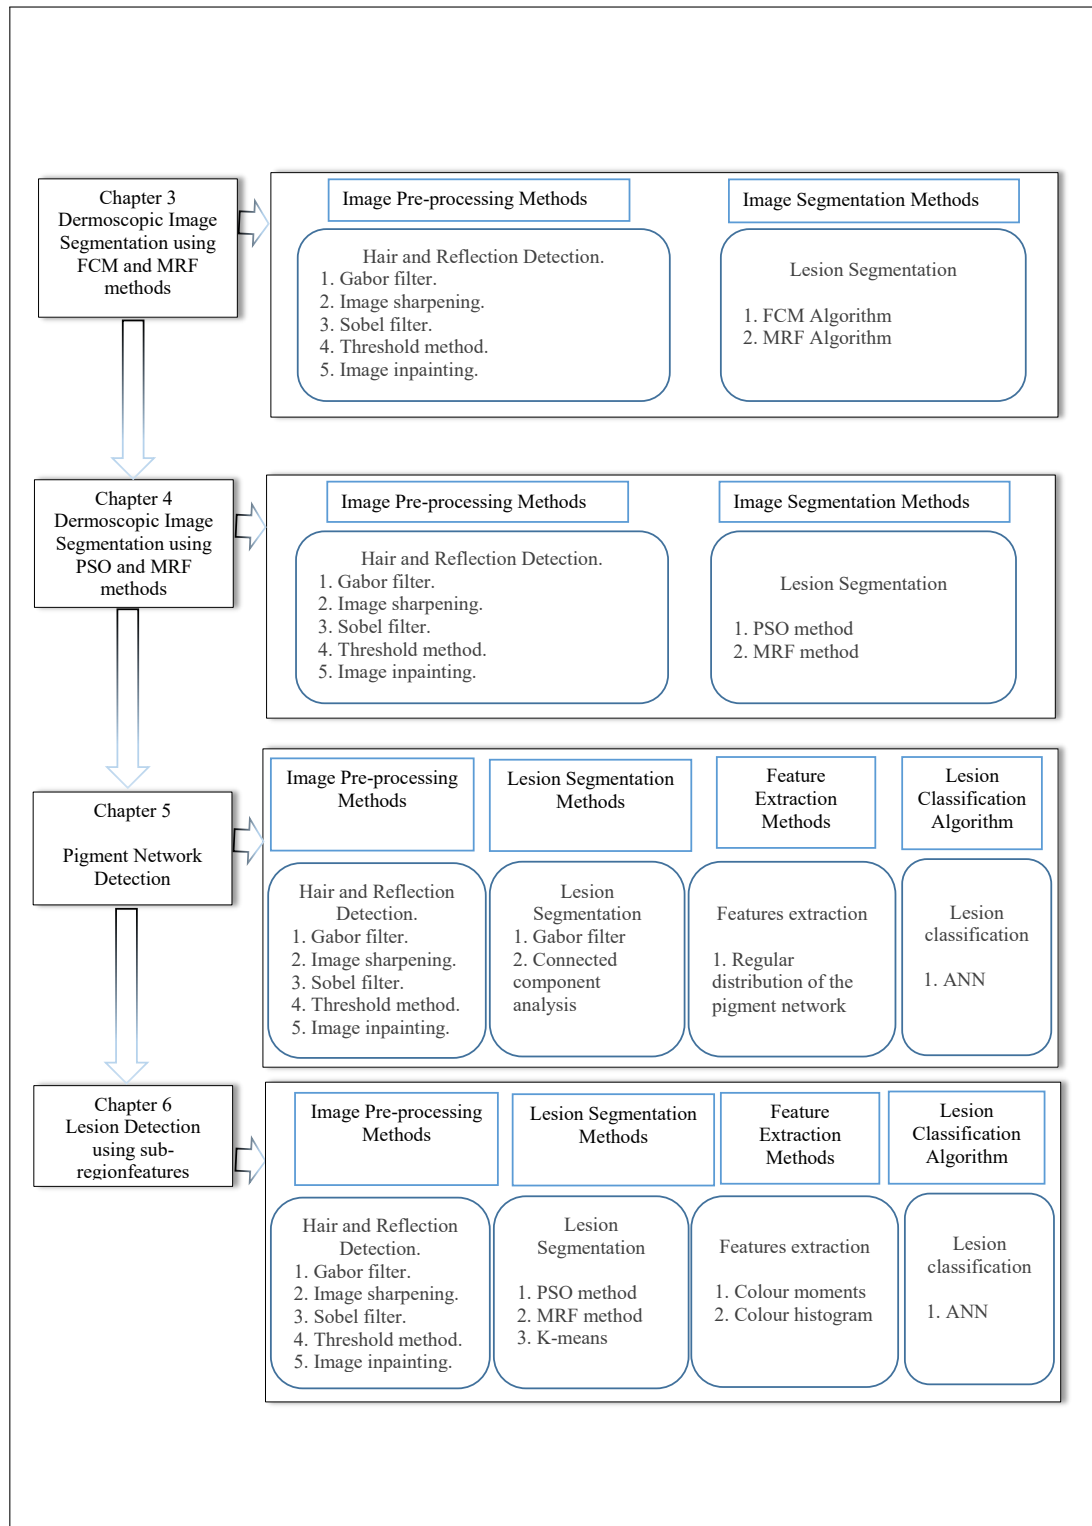 Chapter 3
Dermoscopic Image
Segmentation using
FCM and MRF
methods
Image Pre-processing Methods
Hair and Reflection Detection.
1. Gabor filter.
2. Image sharpening.
3. Sobel filter.
4. Threshold method.
5. Image inpainting.
Image Segmentation Methods
Lesion Segmentation
1. FCM Algorithm
2. MRF Algorithm
Chapter 4
Dermoscopic Image
Segmentation using
PSO and MRF
methods
Image Pre-processing Methods
Hair and Reflection Detection.
1. Gabor filter.
2. Image sharpening.
3. Sobel filter.
4. Threshold method.
5. Image inpainting.
Image Segmentation Methods
Lesion Segmentation
1. PSO method
2. MRF method
Chapter 5
Pigment Network
Detection
Image Pre-processing
Methods
Hair and Reflection
Detection.
1. Gabor filter.
2. Image sharpening.
3. Sobel filter.
4. Threshold method.
5. Image inpainting.
Lesion Segmentation
Methods
Lesion
Segmentation
1. Gabor filter
2. Connected
component
analysis
Feature
Extraction
Methods
Features extraction
1. Regular
distribution of the
pigment network
Lesion
Classification
Algorithm
Lesion
classification
1. ANN
Chapter 6
Lesion Detection
using sub-
regionfeatures
Image Pre-processing
Methods
Hair and Reflection
Detection.
1. Gabor filter.
2. Image sharpening.
3. Sobel filter.
4. Threshold method.
5. Image inpainting.
Lesion Segmentation
Methods
Lesion
Segmentation
1. PSO method
2. MRF method
3. K-means
Feature
Extraction
Methods
Features extraction
1. Colour moments
2. Colour histogram
Lesion
Classification
Algorithm
Lesion
classification
1. ANN